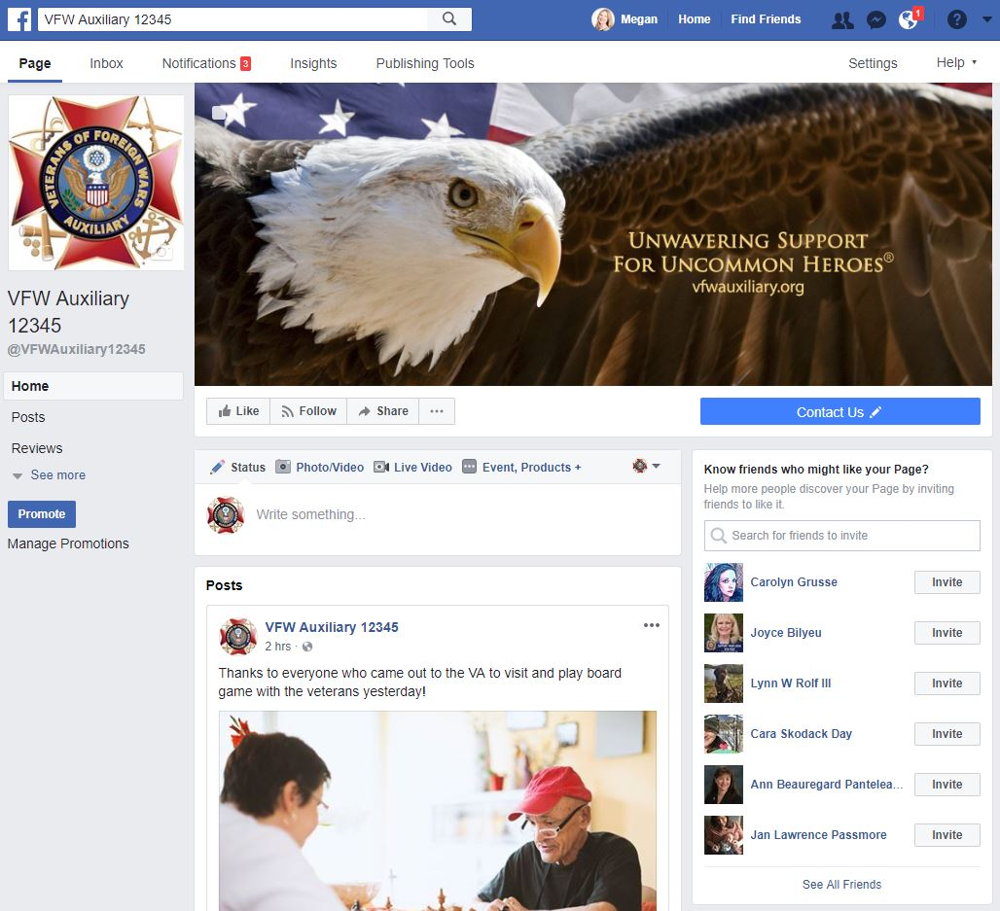 VFW Auxiliary 12345
Megan
Home
Find Friends
1
?
Page
Inbox
Notifications 3
Insights
Publishing Tools
Settings
Help
VETERANS OF FOREIGN WARS
AUXILIARY
UNWAVERING SUPPORT
FOR UNCOMMON HEROES®
vfwauxiliary.org
VFW Auxiliary
12345
@VFWAuxiliary12345
Home
Posts
Reviews
See more
Promote
Manage Promotions
Like
Follow
Share
...
Contact Us
Status
Photo/Video
Live Video
Event, Products +
Write something...
Posts
VFW Auxiliary 12345
...
2 hrs ·
Thanks to everyone who came out to the VA to visit and play board
game with the veterans yesterday!
Know friends who might like your Page?
Help more people discover your Page by inviting
friends to like it.
Search for friends to invite
Carolyn Grusse Invite
Joyce Bilyeu Invite
Lynn W Rolf III Invite
Cara Skodack Day Invite
Ann Beauregard Pantelea... Invite
Jan Lawrence Passmore Invite
See All Friends